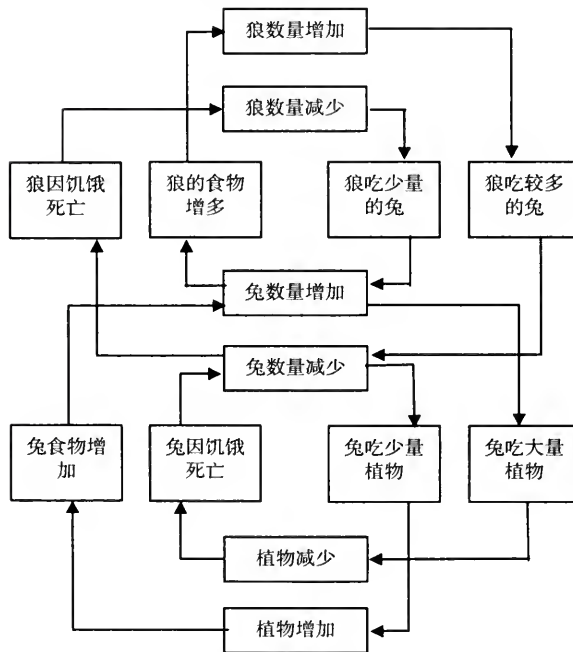 狼数量增加
狼数量减少
狼因饥饿
死亡
狼的食物
增多
狼吃少量
的兔
狼吃较多
的兔
兔数量增加
兔数量减少
兔食物增
加
兔因饥饿
死亡
兔吃少量
植物
兔吃大量
植物
植物减少
植物增加